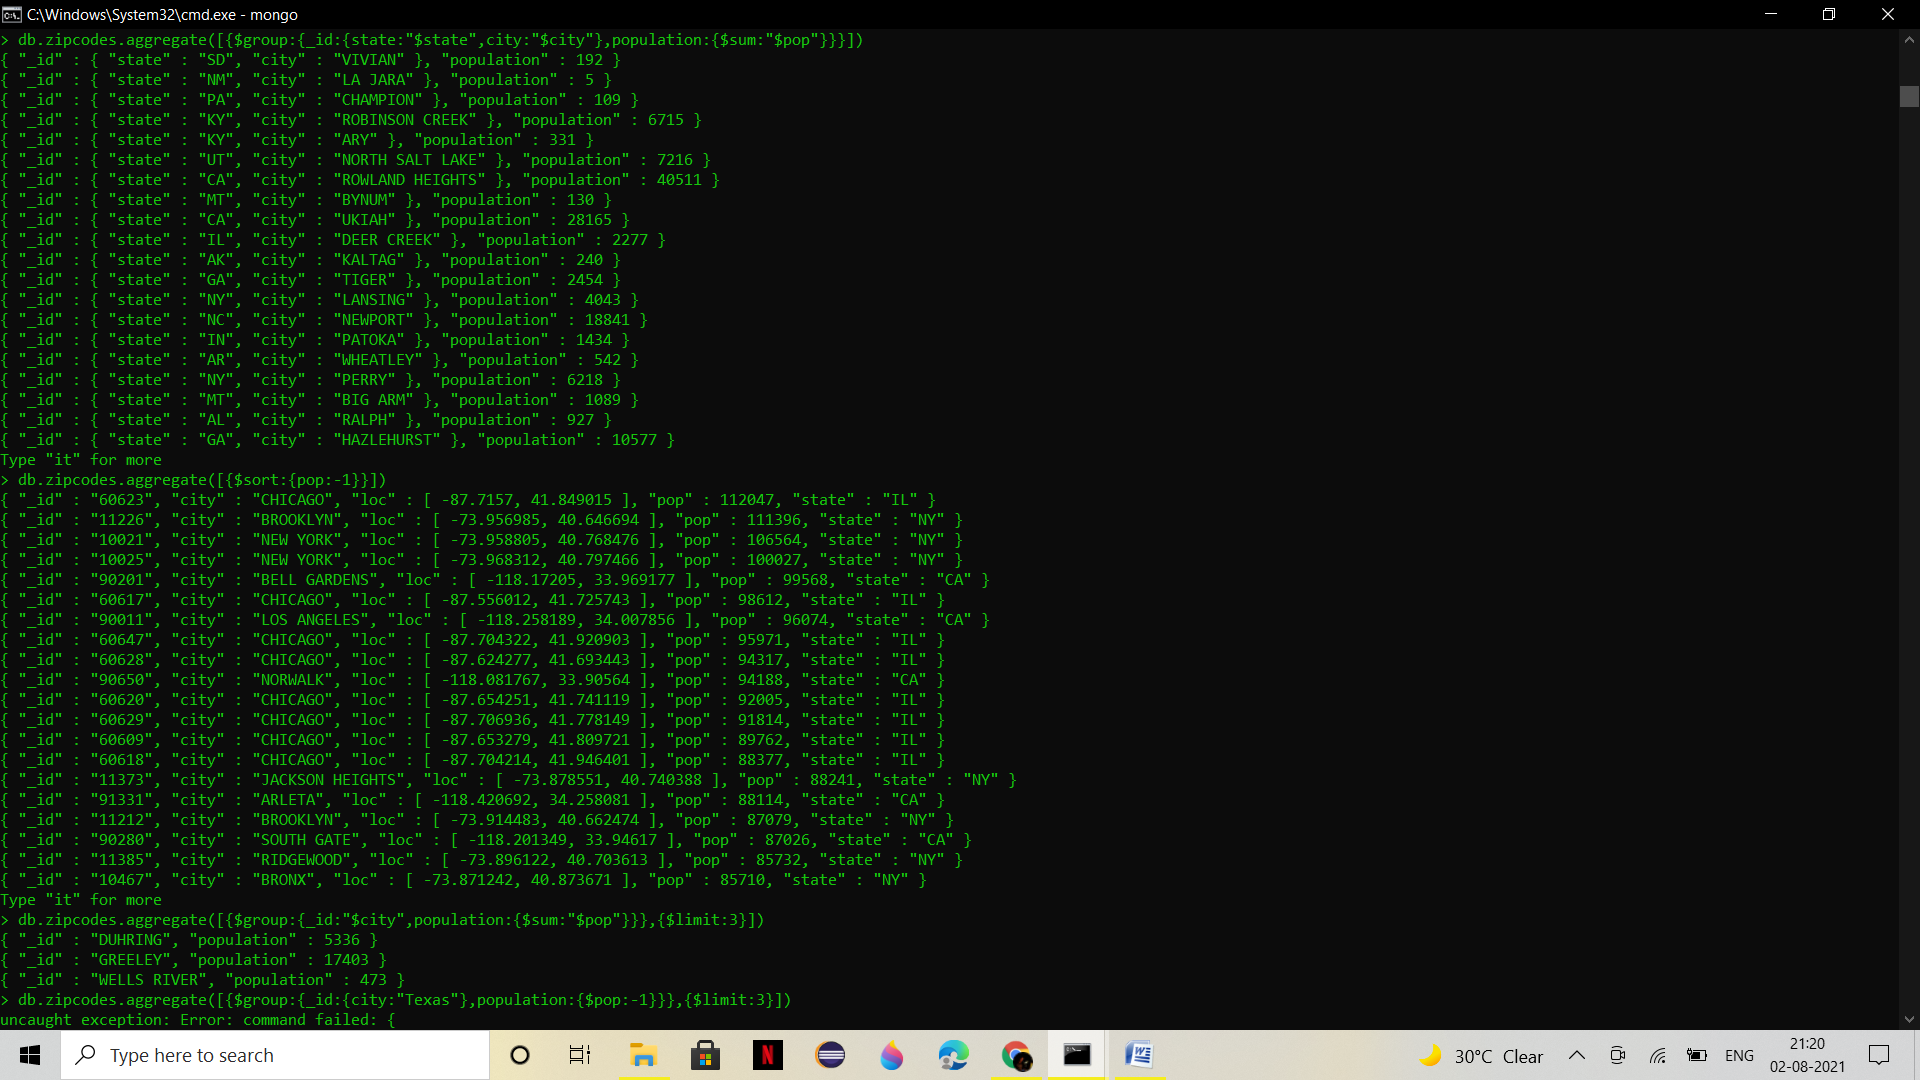 C:\Windows\System32\cmd.exe - mongo
> db.zipcodes.aggregate([{$group:{_id:{state:"$state",city:"$city"},population:{$sum:"$pop"}}}])
{ "_id" : { "state" : "SD", "city" : "VIVIAN" }, "population" : 192 }
{ "_id" : { "state" : "NM", "city" : "LA JARA" }, "population" : 5 }
{ "_id" : { "state" : "PA", "city" : "CHAMPION" }, "population" : 109 }
{ "_id" : { "state" : "KY", "city" : "ROBINSON CREEK" }, "population" : 6715 }
{ "_id" : { "state" : "KY", "city" : "ARY" }, "population" : 331 }
{ "_id" : { "state" : "UT", "city" : "NORTH SALT LAKE" }, "population" : 7216 }
{ "_id" : { "state" : "CA", "city" : "ROWLAND HEIGHTS" }, "population" : 40511 }
{ "_id" : { "state" : "MT", "city" : "BYNUM" }, "population" : 130 }
{ "_id" : { "state" : "CA", "city" : "UKIAH" }, "population" : 28165 }
{ "_id" : { "state" : "IL", "city" : "DEER CREEK" }, "population" : 2277 }
{ "_id" : { "state" : "AK", "city" : "KALTAG" }, "population" : 240 }
{ "_id" : { "state" : "GA", "city" : "TIGER" }, "population" : 2454 }
{ "_id" : { "state" : "NY", "city" : "LANSING" }, "population" : 4043 }
{ "_id" : { "state" : "NC", "city" : "NEWPORT" }, "population" : 18841 }
{ "_id" : { "state" : "IN", "city" : "PATOKA" }, "population" : 1434 }
{ "_id" : { "state" : "AR", "city" : "WHEATLEY" }, "population" : 542 }
{ "_id" : { "state" : "NY", "city" : "PERRY" }, "population" : 6218 }
{ "_id" : { "state" : "MT", "city" : "BIG ARM" }, "population" : 1089 }
{ "_id" : { "state" : "AL", "city" : "RALPH" }, "population" : 927 }
{ "_id" : { "state" : "GA", "city" : "HAZLEHURST" }, "population" : 10577 }
Type "it" for more
> db.zipcodes.aggregate([{$sort:{pop:-1}}])
{ "_id" : "60623", "city" : "CHICAGO", "loc" : [ -87.7157, 41.849015 ], "pop" : 112047, "state" : "IL" }
{ "_id" : "11226", "city" : "BROOKLYN", "loc" : [ -73.956985, 40.646694 ], "pop" : 111396, "state" : "NY" }
{ "_id" : "10021", "city" : "NEW YORK", "loc" : [ -73.958805, 40.768476 ], "pop" : 106564, "state" : "NY" }
{ "_id" : "10025", "city" : "NEW YORK", "loc" : [ -73.968312, 40.797466 ], "pop" : 100027, "state" : "NY" }
{ "_id" : "90201", "city" : "BELL GARDENS", "loc" : [ -118.17205, 33.969177 ], "pop" : 99568, "state" : "CA" }
{ "_id" : "60617", "city" : "CHICAGO", "loc" : [ -87.556012, 41.725743 ], "pop" : 98612, "state" : "IL" }
{ "_id" : "90011", "city" : "LOS ANGELES", "loc" : [ -118.258189, 34.007856 ], "pop" : 96074, "state" : "CA" }
{ "_id" : "60647", "city" : "CHICAGO", "loc" : [ -87.704322, 41.920903 ], "pop" : 95971, "state" : "IL" }
{ "_id" : "60628", "city" : "CHICAGO", "loc" : [ -87.624277, 41.693443 ], "pop" : 94317, "state" : "IL" }
{ "_id" : "90650", "city" : "NORWALK", "loc" : [ -118.081767, 33.90564 ], "pop" : 94188, "state" : "CA" }
{ "_id" : "60620", "city" : "CHICAGO", "loc" : [ -87.654251, 41.741119 ], "pop" : 92005, "state" : "IL" }
{ "_id" : "60629", "city" : "CHICAGO", "loc" : [ -87.706936, 41.778149 ], "pop" : 91814, "state" : "IL" }
{ "_id" : "60609", "city" : "CHICAGO", "loc" : [ -87.653279, 41.809721 ], "pop" : 89762, "state" : "IL" }
{ "_id" : "60618", "city" : "CHICAGO", "loc" : [ -87.704214, 41.946401 ], "pop" : 88377, "state" : "IL" }
{ "_id" : "11373", "city" : "JACKSON HEIGHTS", "loc" : [ -73.878551, 40.740388 ], "pop" : 88241, "state" : "NY" }
{ "_id" : "91331", "city" : "ARLETA", "loc" : [ -118.420692, 34.258081 ], "pop" : 88114, "state" : "CA" }
{ "_id" : "11212", "city" : "BROOKLYN", "loc" : [ -73.914483, 40.662474 ], "pop" : 87079, "state" : "NY" }
{ "_id" : "90280", "city" : "SOUTH GATE", "loc" : [ -118.201349, 33.94617 ], "pop" : 87026, "state" : "CA" }
{ "_id" : "11385", "city" : "RIDGEWOOD", "loc" : [ -73.896122, 40.703613 ], "pop" : 85732, "state" : "NY" }
{ "_id" : "10467", "city" : "BRONX", "loc" : [ -73.871242, 40.873671 ], "pop" : 85710, "state" : "NY" }
Type "it" for more
> db.zipcodes.aggregate([{$group:{_id:"$city",population:{$sum:"$pop"}}},{$limit:3}])
{ "_id" : "DUHRING", "population" : 5336 }
{ "_id" : "GREELEY", "population" : 17403 }
{ "_id" : "WELLS RIVER", "population" : 473 }
> db.zipcodes.aggregate([{$group:{_id:{city:"Texas"},population:{$pop:-1}}},{$limit:3}])
uncaught exception: Error: command failed: {
Type here to search
30°C Clear
ENG
21:20
02-08-2021